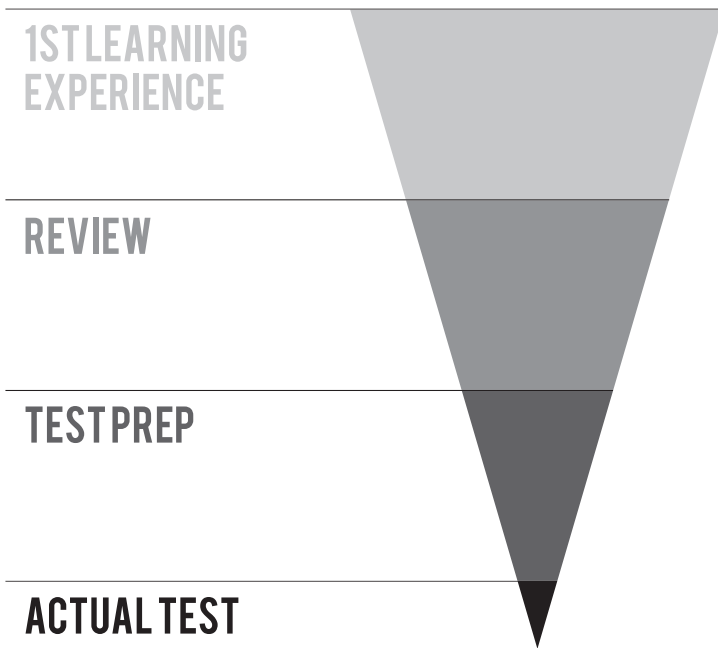 1ST LEARNING
EXPERIENCE
REVIEW
TEST PREP
ACTUAL TEST